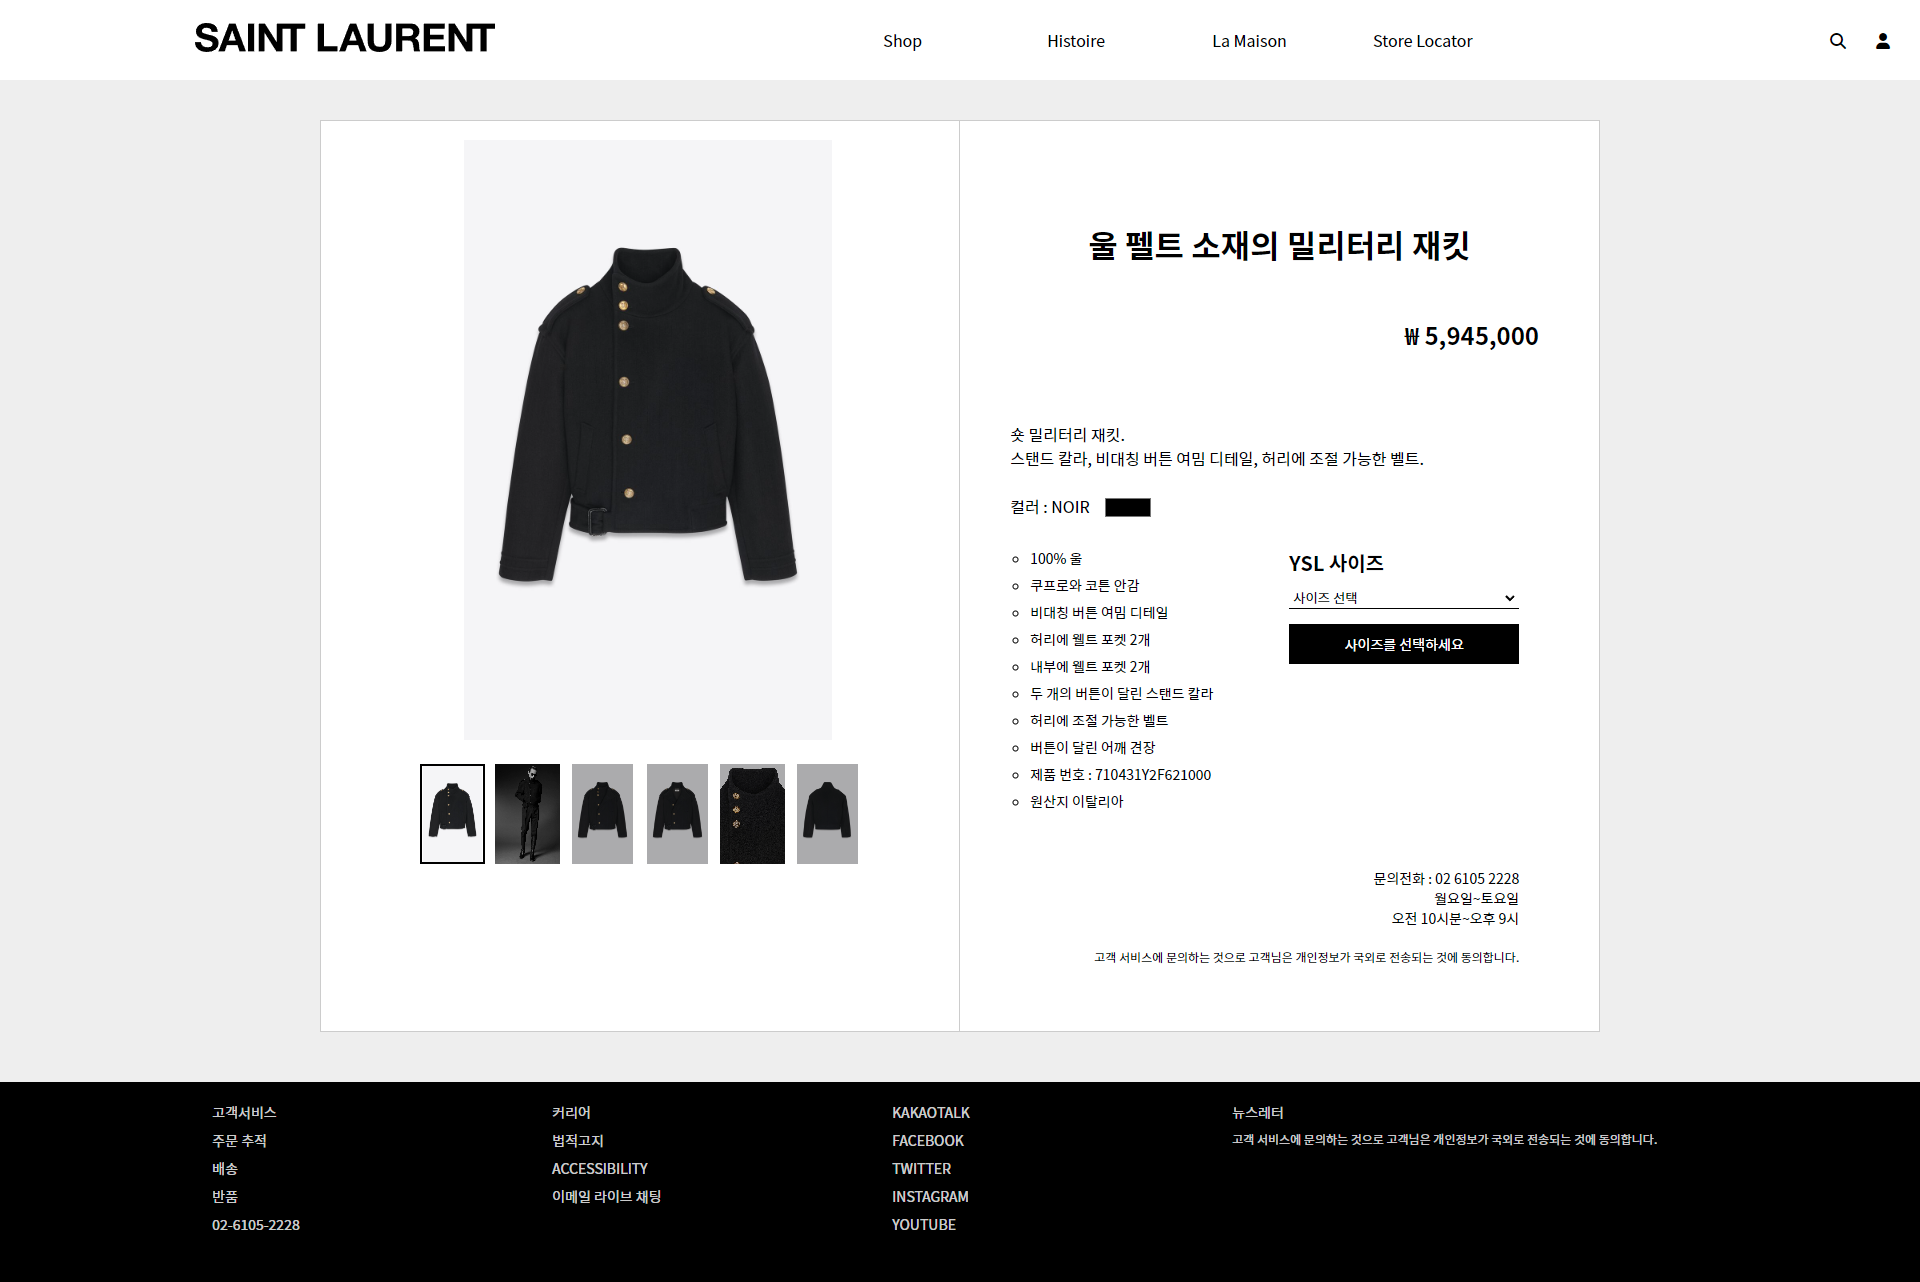 SAINT LAURENT
Shop
Histoire
La Maison
Store Locator
울 펠트 소재의 밀리터리 재킷
₩ 5,945,000
숏 밀리터리 재킷.
스탠드 칼라, 비대칭 버튼 여밈 디테일, 허리에 조절 가능한 벨트.
컬러 : NOIR
100% 울
쿠프로와 코튼 안감
비대칭 버튼 여밈 디테일
허리에 웰트 포켓 2개
내부에 웰트 포켓 2개
두 개의 버튼이 달린 스탠드 칼라
허리에 조절 가능한 벨트
버튼이 달린 어깨 견장
제품 번호 : 710431Y2F621000
원산지 이탈리아
YSL 사이즈
사이즈 선택
사이즈를 선택하세요
문의전화 : 02 6105 2228
월요일~토요일
오전 10시분~오후 9시
고객 서비스에 문의하는 것으로 고객님은 개인정보가 국외로 전송되는 것에 동의합니다.
고객서비스
주문 추적
배송
반품
02-6105-2228
커리어
법적고지
ACCESSIBILITY
이메일 라이브 채팅
KAKAOTALK
FACEBOOK
TWITTER
INSTAGRAM
YOUTUBE
뉴스레터
고객 서비스에 문의하는 것으로 고객님은 개인정보가 국외로 전송되는 것에 동의합니다.